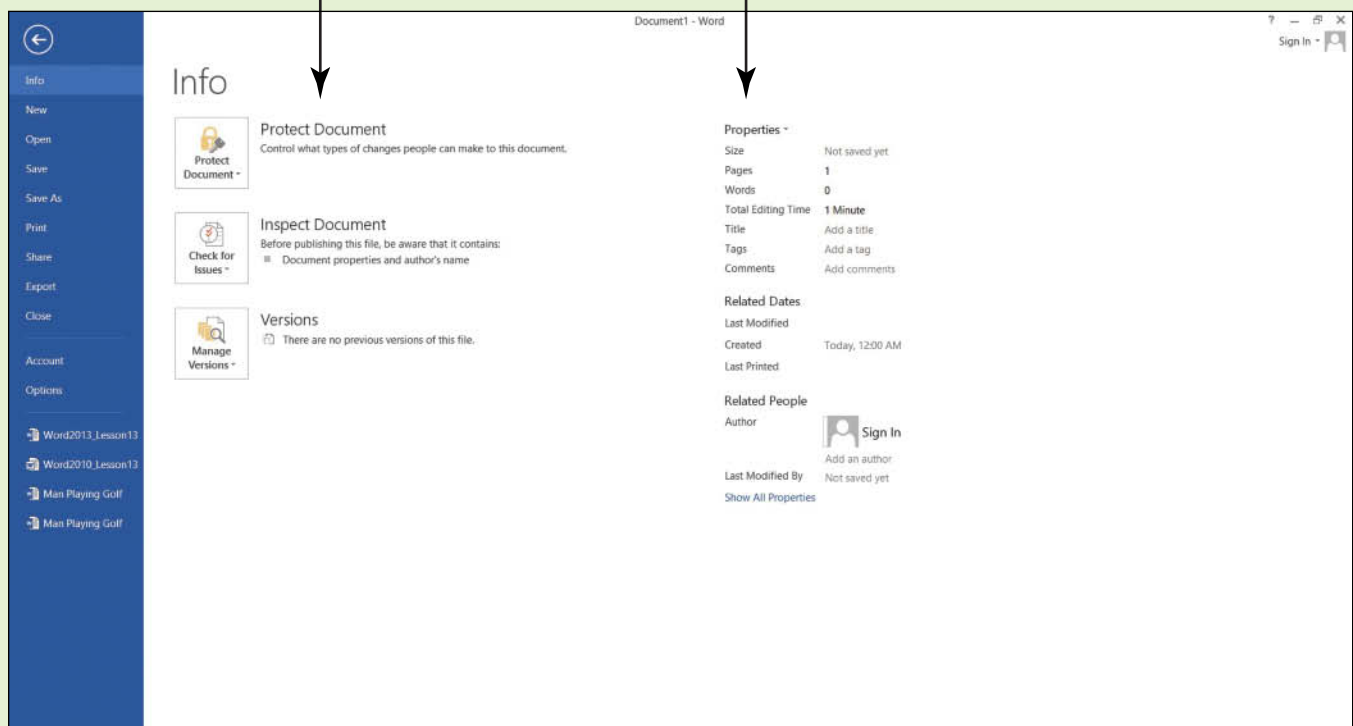 Document1 - Word
? 
Sign In
Info
New
Open
Save
Save As
Print
Share
Export
Close
Account
Options
Word2013_Lesson13
Word2010_Lesson13
Man Playing Golf
Man Playing Golf
Info
Protect Document
Protect Document
Control what types of changes people can make to this document.
Check for Issues
Inspect Document
Before publishing this file, be aware that it contains:
Document properties and author's name
Manage Versions
Versions
There are no previous versions of this file.
Properties
Size Not saved yet
Pages 1
Words 0
Total Editing Time 1 Minute
Title Add a title
Tags Add a tag
Comments Add comments
Related Dates
Last Modified
Created Today, 12:00 AM
Last Printed
Related People
Author Sign In
Add an author
Last Modified By Not saved yet
Show All Properties